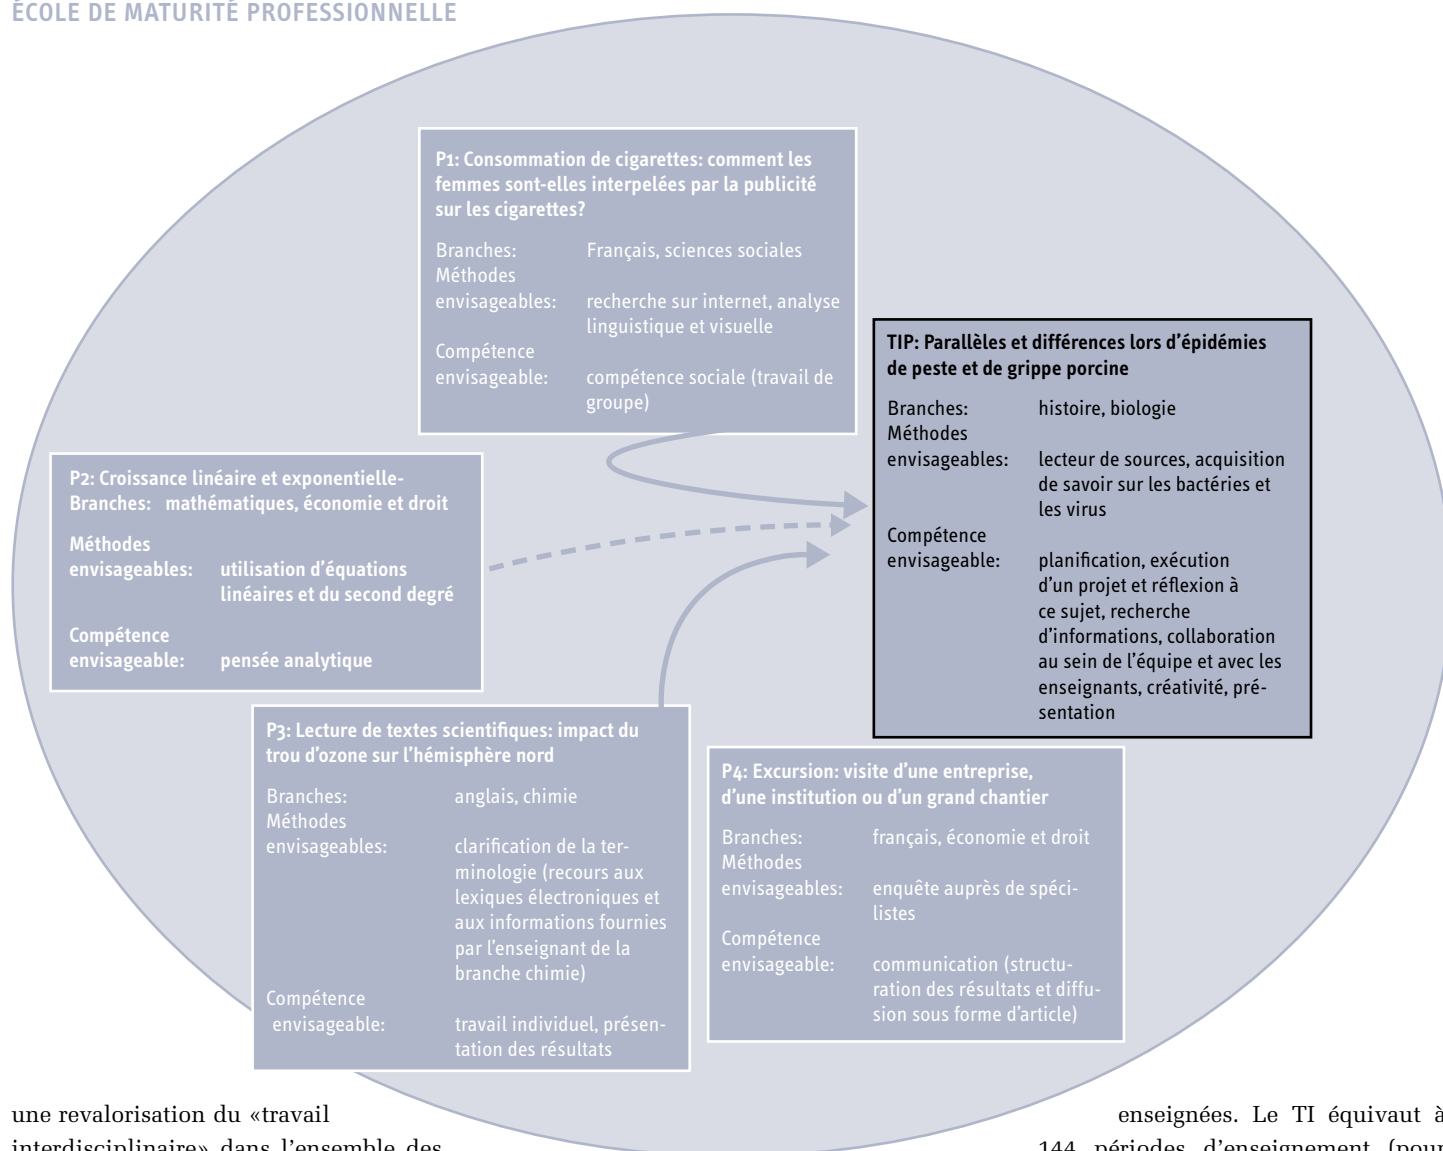 ÉCOLE DE MATURITÉ PROFESSIONNELLE
P1: Consommation de cigarettes: comment les
femmes sont-elles interpelées par la publicité
sur les cigarettes?
Branches: Français, sciences sociales
Méthodes
envisageables: recherche sur internet, analyse
linguistique et visuelle
Compétence
envisageable: compétence sociale (travail de
groupe)
TIP: Parallèles et différences lors d'épidémies
de peste et de grippe porcine
Branches: histoire, biologie
Méthodes
envisageables: lecteur de sources, acquisition
de savoir sur les bactéries et
les virus
Compétence
envisageable: planification, exécution
d'un projet et réflexion à
ce sujet, recherche
d'informations, collaboration
au sein de l'équipe et avec les
enseignants, créativité, pré-
sentation
P2: Croissance linéaire et exponentielle-
Branches: mathématiques, économie et droit
Méthodes
envisageables: utilisation d'équations
linéaires et du second degré
Compétence
envisageable: pensée analytique
P3: Lecture de textes scientifiques: impact du
trou d'ozone sur l'hémisphère nord
Branches: anglais, chimie
Méthodes
envisageables: clarification de la ter-
minologie (recours aux
lexiques électroniques et
aux informations fournies
par l'enseignant de la
branche chimie)
Compétence
envisageable: travail individuel, présen-
tation des résultats
P4: Excursion: visite d'une entreprise,
d'une institution ou d'un grand chantier
Branches: français, économie et droit
Méthodes
envisageables: enquête auprès de spéci-
listes
Compétence
envisageable: communication (structu-
ration des résultats et diffu-
sion sous forme d'article)
une revalorisation du «travail
interdisciplinaire» dans l'ensemble des
enseignées. Le TI équivaut à
144 périodes d'enseignement (pour